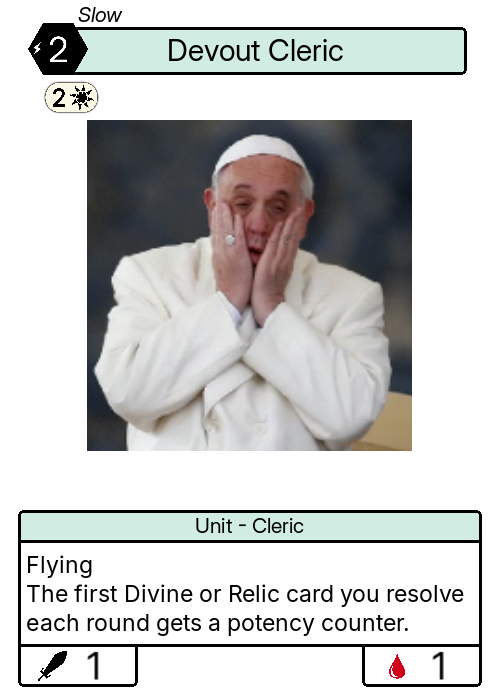 Slow
2
Devout Cleric
2
Unit - Cleric
Flying
The first Divine or Relic card you resolve
each round gets a potency counter.
1
1